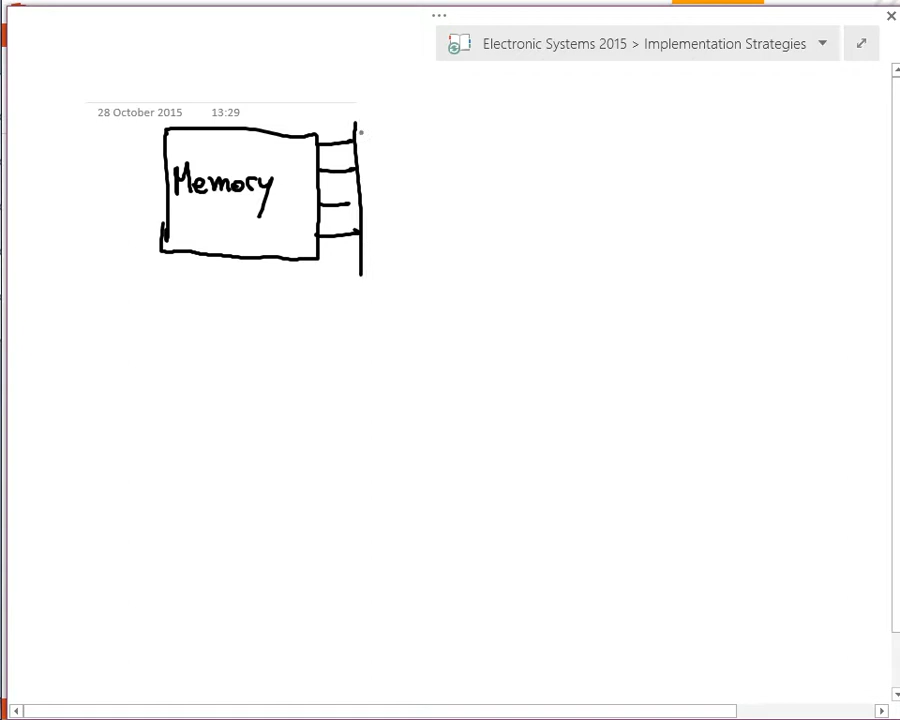 Electronic Systems 2015 > Implementation Strategies
28 October 2015 13:29
Memory